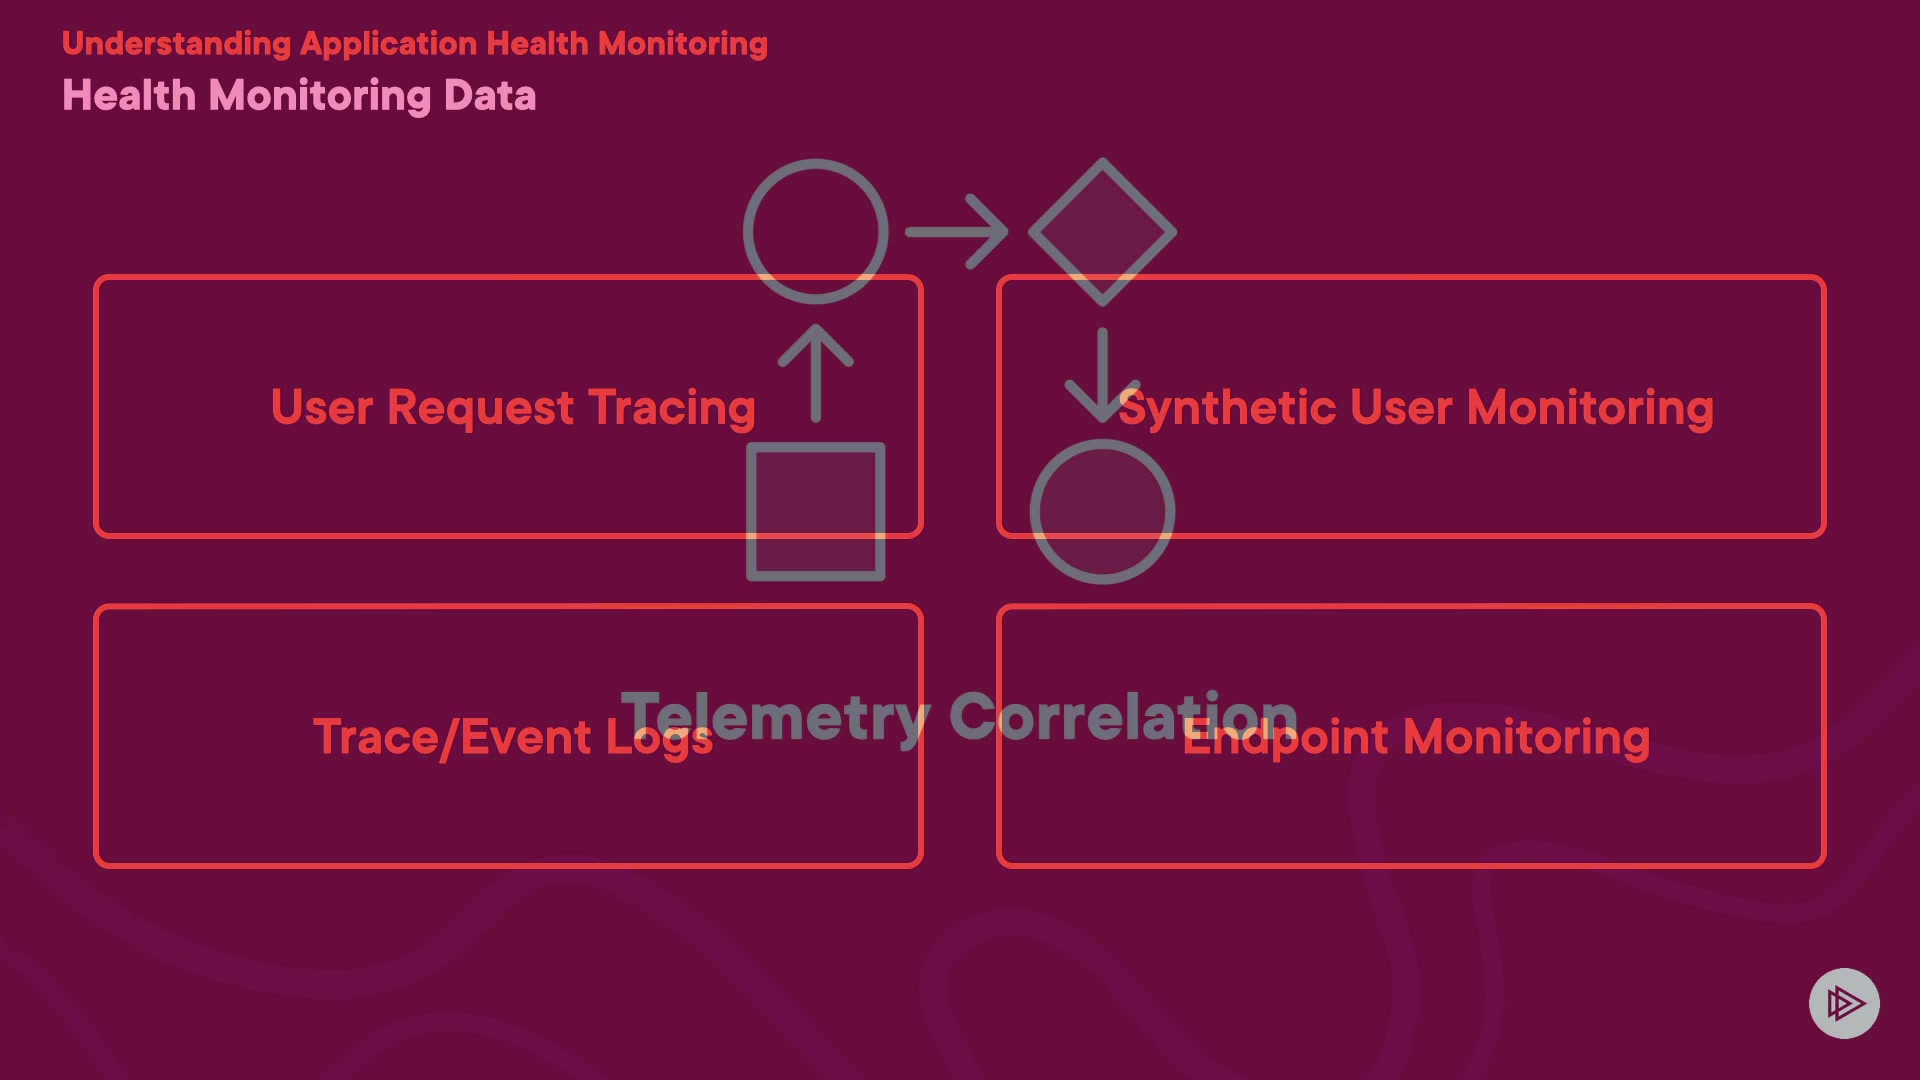 Understanding Application Health Monitoring
Health Monitoring Data
User Request Tracing
Synthetic User Monitoring
Telemetry Correlation
Trace/Event Logs
Endpoint Monitoring